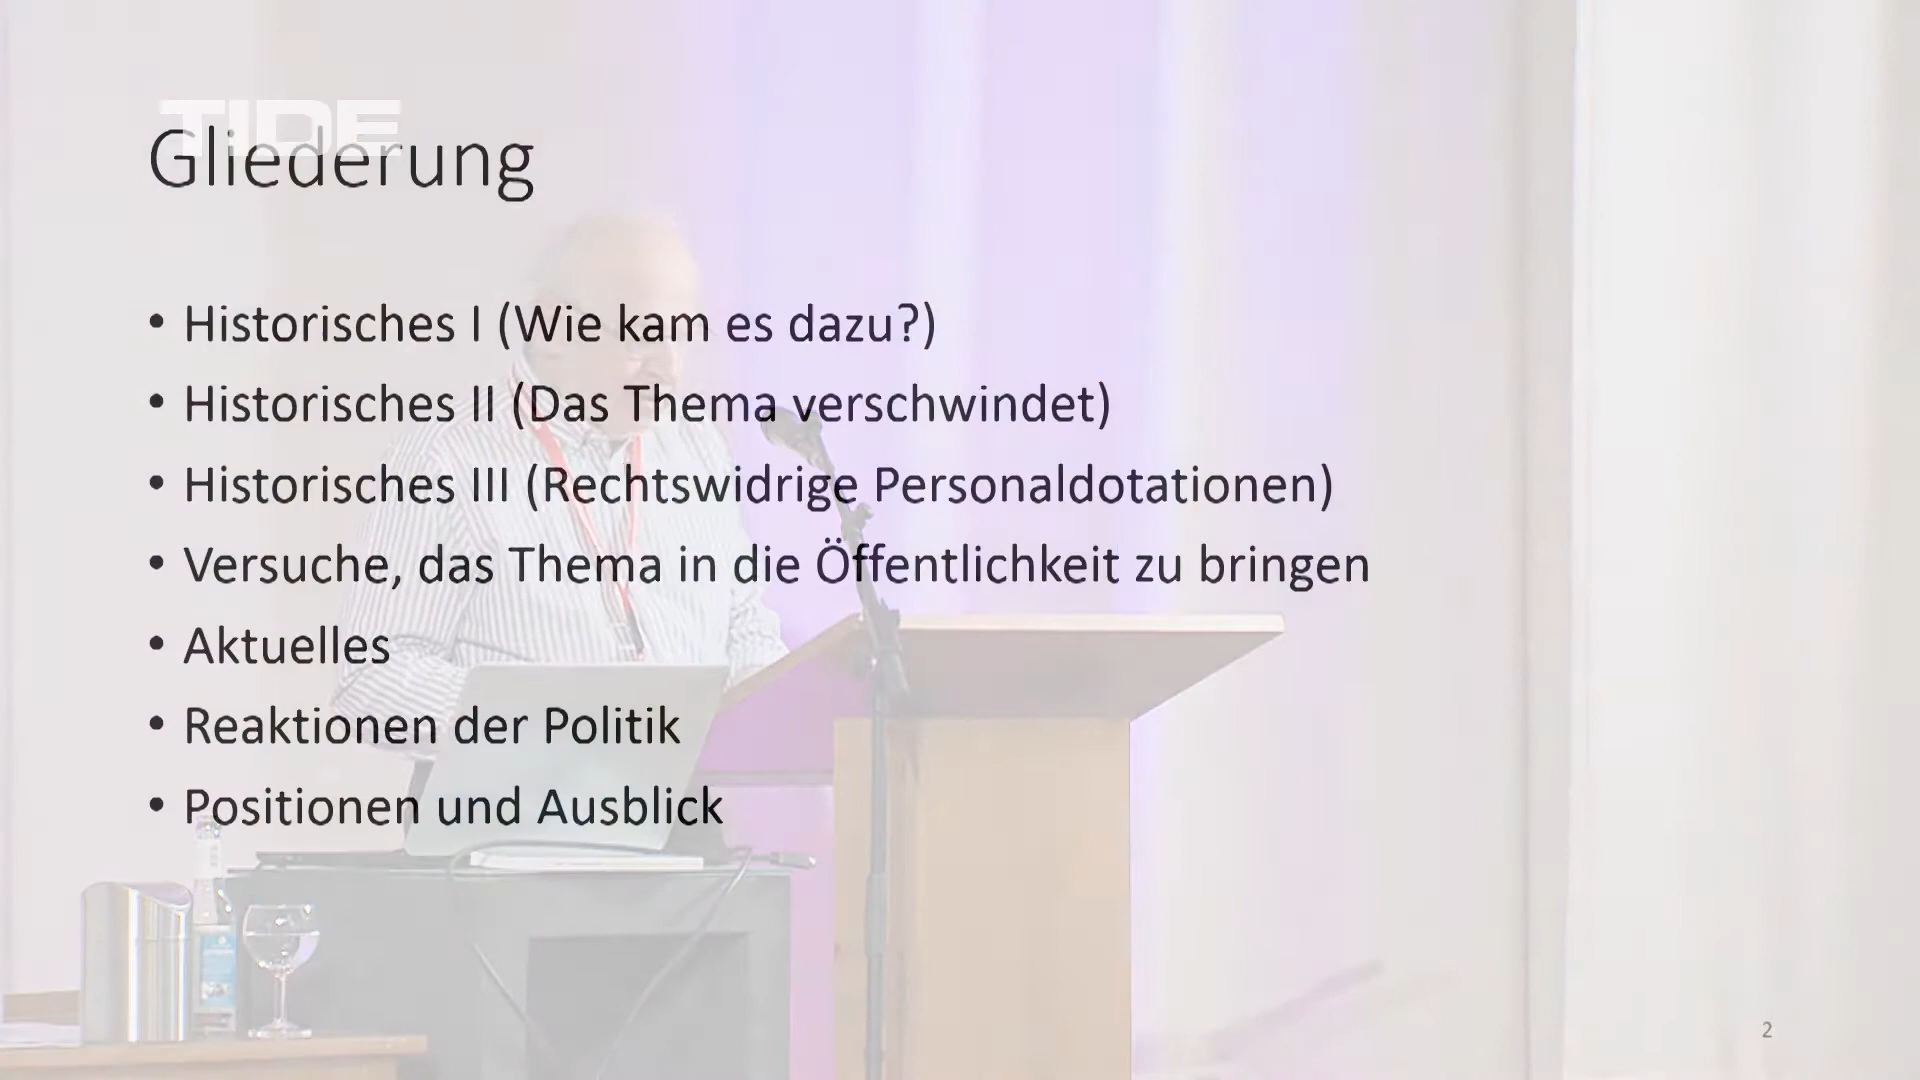 TIDE
Gliederung
• Historisches I (Wie kam es dazu?)
• Historisches II (Das Thema verschwindet)
• Historisches III (Rechtswidrige Personaldotationen)
• Versuche, das Thema in die Öffentlichkeit zu bringen
• Aktuelles
• Reaktionen der Politik
• Positionen und Ausblick
2